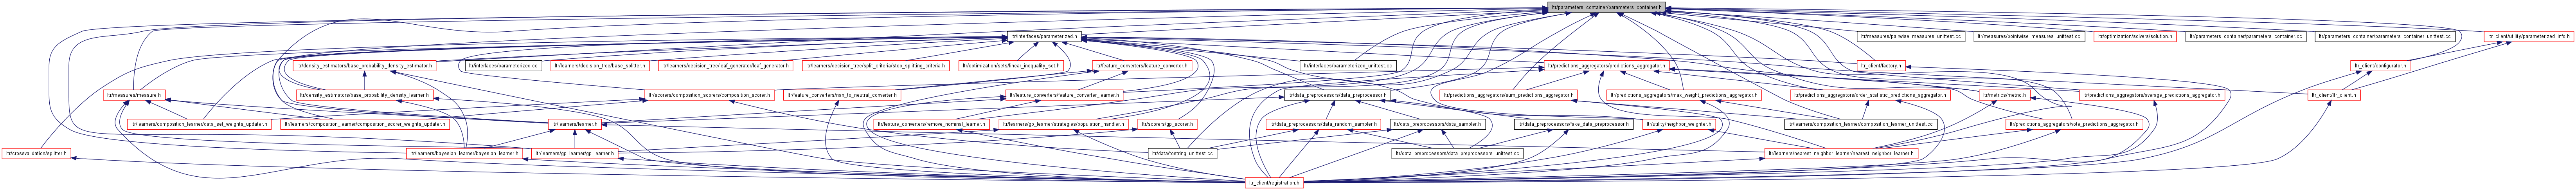 ltr/parameters_container/parameters_container.h
ltr/interfaces/parameterized.h
ltr/measures/pairwise_measures_unittest.cc
ltr/measures/pointwise_measures_unittest.cc
ltr/optimization/solvers/solution.h
ltr/parameters_container/parameters_container.cc
ltr/parameters_container/parameters_container_unittest.cc
ltr_client/utility/parameterized_info.h
ltr/density_estimators/base_probability_density_estimator.h
ltr/interfaces/parameterized.cc
ltr/learners/decision_tree/base_splitter.h
ltr/learners/decision_tree/leaf_generator/leaf_generator.h
ltr/learners/decision_tree/split_criteria/stop_splitting_criteria.h
ltr/optimization/sets/linear_inequality_set.h
ltr/feature_converters/feature_converter.h
ltr/interfaces/parameterized_unittest.cc
ltr/predictions_aggregators/predictions_aggregator.h
ltr_client/factory.h
ltr_client/configurator.h
ltr/measures/measure.h
ltr/density_estimators/base_probability_density_learner.h
ltr/scorers/composition_scorers/composition_scorer.h
ltr/feature_converters/nan_to_neutral_converter.h
ltr/feature_converters/feature_converter_learner.h
ltr/data_preprocessors/data_preprocessor.h
ltr/predictions_aggregators/sum_predictions_aggregator.h
ltr/predictions_aggregators/max_weight_predictions_aggregator.h
ltr/predictions_aggregators/order_statistic_predictions_aggregator.h
ltr/metrics/metric.h
ltr/predictions_aggregators/average_predictions_aggregator.h
ltr_client/ltr_client.h
ltr/learners/composition_learner/data_set_weights_updater.h
ltr/learners/composition_learner/composition_scorer_weights_updater.h
ltr/learners/learner.h
ltr/feature_converters/remove_nominal_learner.h
ltr/learners/gp_learner/strategies/population_handler.h
ltr/scorers/gp_scorer.h
ltr/data_preprocessors/data_random_sampler.h
ltr/data_preprocessors/data_sampler.h
ltr/data_preprocessors/fake_data_preprocessor.h
ltr/utility/neighbor_weighter.h
ltr/learners/composition_learner/composition_learner_unittest.cc
ltr/predictions_aggregators/vote_predictions_aggregator.h
ltr/crossvalidation/splitter.h
ltr/learners/bayesian_learner/bayesian_learner.h
ltr/learners/gp_learner/gp_learner.h
ltr/data/tostring_unittest.cc
ltr/data_preprocessors/data_preprocessors_unittest.cc
ltr/learners/nearest_neighbor_learner/nearest_neighbor_learner.h
ltr_client/registration.h